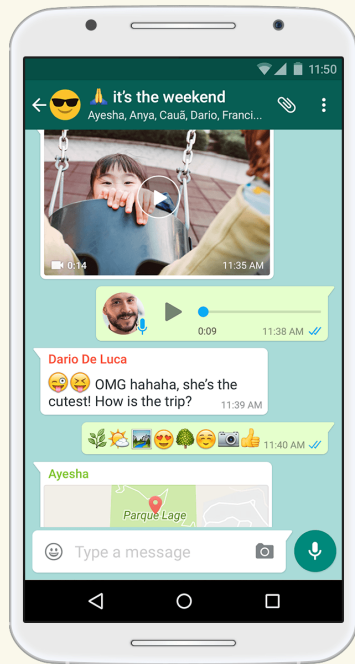 11:50
it's the weekend
Ayesha, Anya, Cauã, Dario, Franci...
0:14
11:35 AM
0:09
11:38 AM
Dario De Luca
OMG hahaha, she's the
cutest! How is the trip?
11:39 AM
11:40 AM
Ayesha
Parque Lage
Type a message